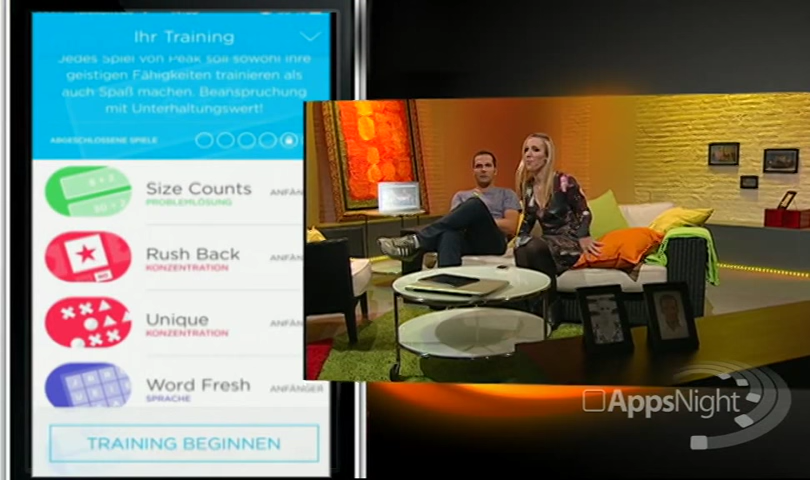 Ihr Training
Jedes Spiel von Peak soll sowohl Ihre
geistigen Fähigkeiten trainieren als
auch Spaß machen. Beanspruchung
mit Unterhaltungswert!
ABGESCHLOSSENE SPIELE
Size Counts
PROBLEMLÖSUNG
Rush Back
KONZENTRATION
Unique
KONZENTRATION
Word Fresh
ANFÄNGER
SPRACHE
TRAINING BEGINNEN
AppsNight